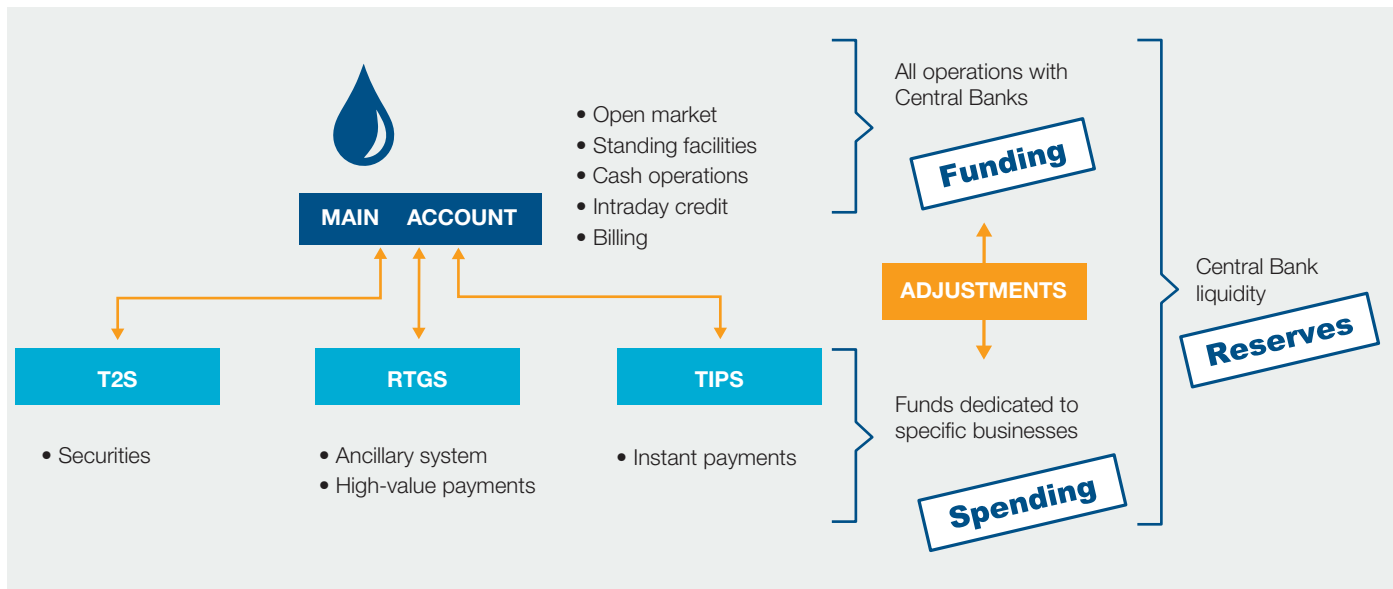 All operations with
Central Banks
• Open market
• Standing facilities
• Cash operations
• Intraday credit
• Billing
Funding
MAIN ACCOUNT
ADJUSTMENTS
Central Bank
liquidity
Reserves
T2S
RTGS
TIPS
Funds dedicated to
specific businesses
• Securities
• Ancillary system
• High-value payments
• Instant payments
Spending